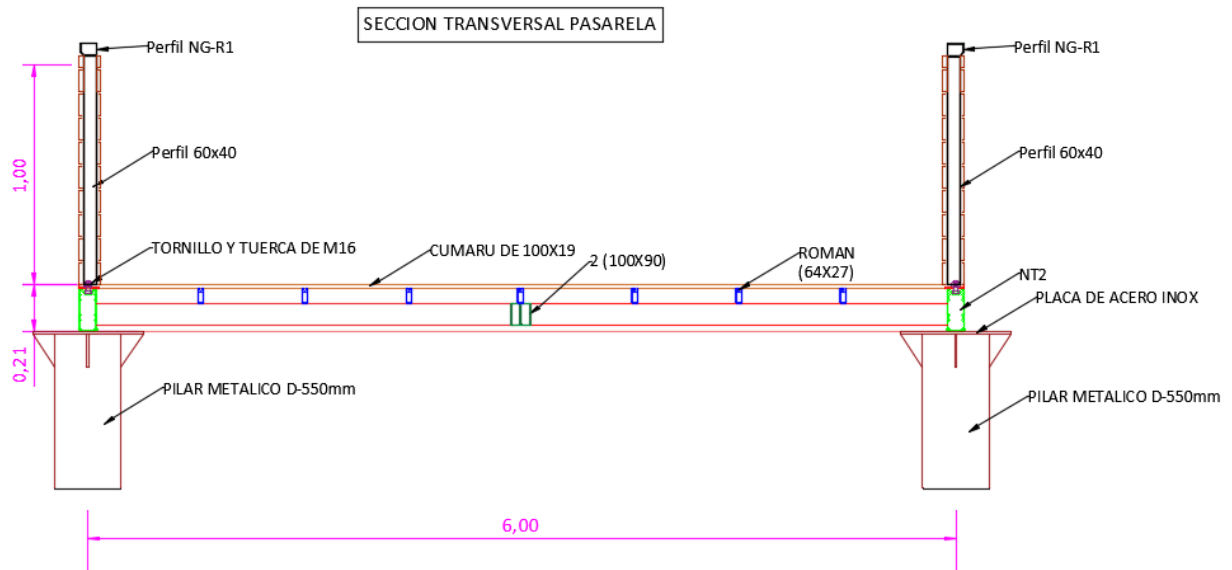 SECCION TRANSVERSAL PASARELA
Perfil NG-R1
Perfil NG-R1
Perfil 60x40
Perfil 60x40
1,00
TORNILLO Y TUERCA DE M16
CUMARU DE 100X19
2 (100X90)
ROMAN
(64X27)
NT2
PLACA DE ACERO INOX
0,21
PILAR METALICO D-550mm
PILAR METALICO D-550mm
6,00